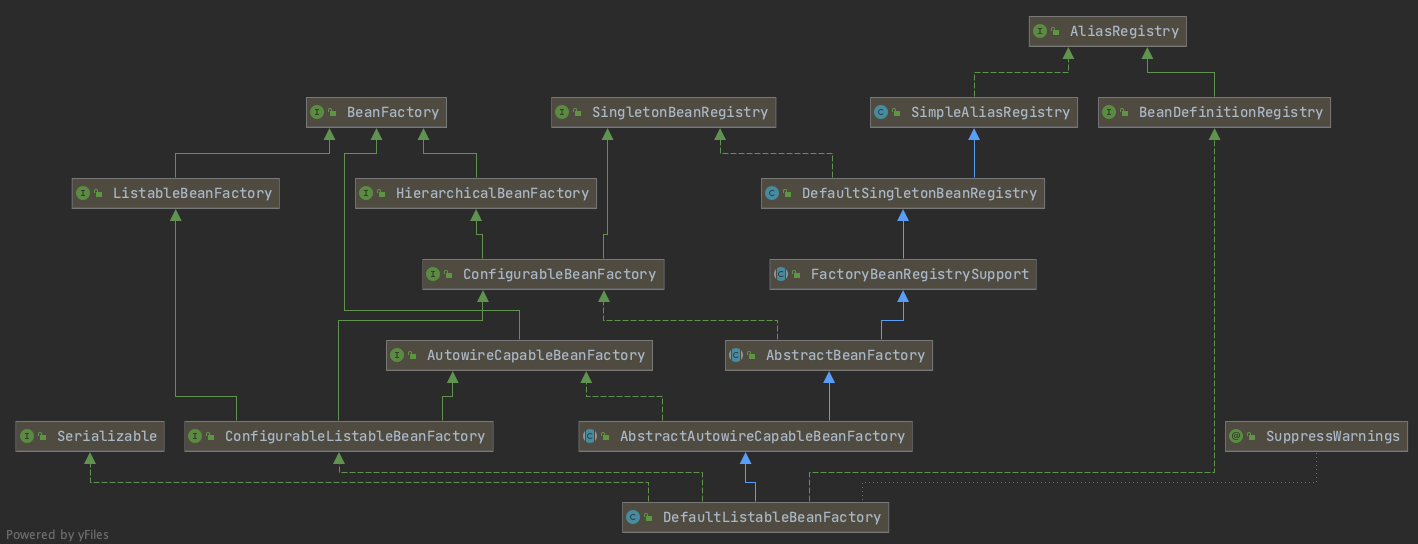 AliasRegistry
BeanFactory
SingletonBeanRegistry
SimpleAliasRegistry
BeanDefinitionRegistry
ListableBeanFactory
HierarchicalBeanFactory
DefaultSingletonBeanRegistry
ConfigurableBeanFactory
FactoryBeanRegistrySupport
AutowireCapableBeanFactory
AbstractBeanFactory
Serializable
ConfigurableListableBeanFactory
AbstractAutowireCapableBeanFactory
SuppressWarnings
DefaultListableBeanFactory
Powered by yFiles